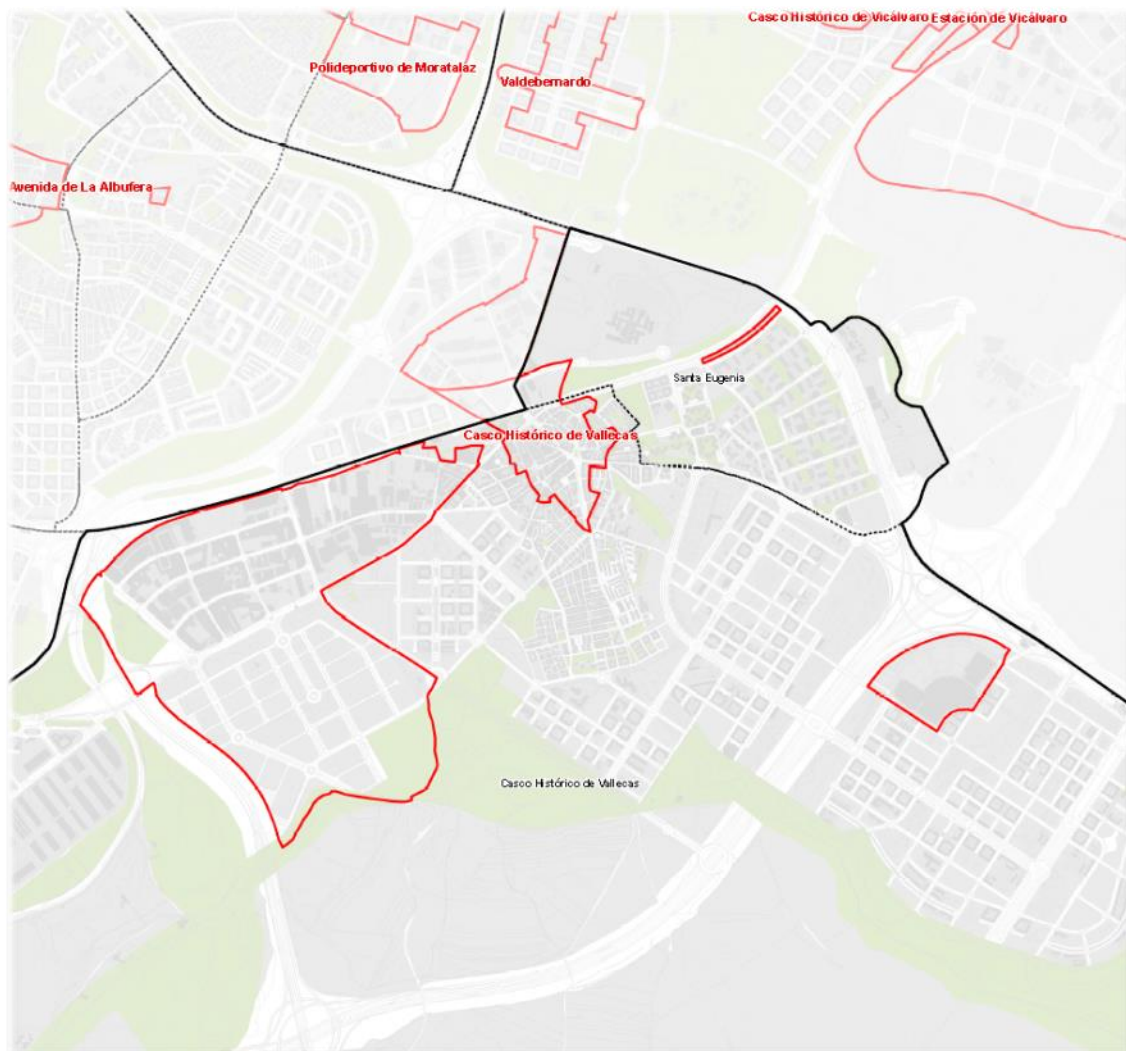 Casco Histórico de Vicálvaro Estación de Vicálvaro
Polideportivo de Moratalaz
Valdebernardo
Avenida de La Albufera
Santa Eugenia
Casco Histórico de Vallecas
Casco Histórico de Vallecas